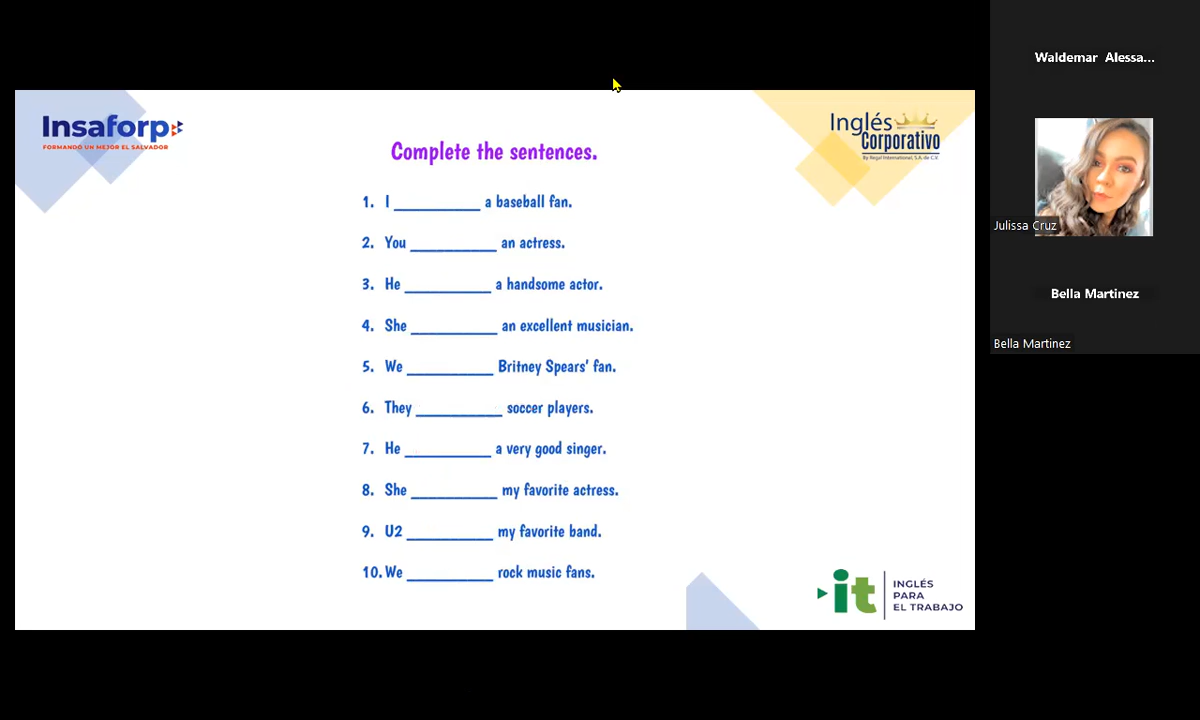 Waldemar Alessa...
Insaforp
FORMANDO UN MEJOR EL SALVADOR
Inglés
Corporativo
By Regal International, S.A. de C.V.
Complete the sentences.
1. I __________ a baseball fan.
2. You __________ an actress.
3. He __________ a handsome actor.
4. She __________ an excellent musician.
5. We __________ Britney Spears' fan.
6. They __________ soccer players.
7. He __________ a very good singer.
8. She __________ my favorite actress.
9. U2 __________ my favorite band.
10. We __________ rock music fans.
it
INGLÉS
PARA
EL TRABAJO
Julissa Cruz
Bella Martinez
Bella Martinez